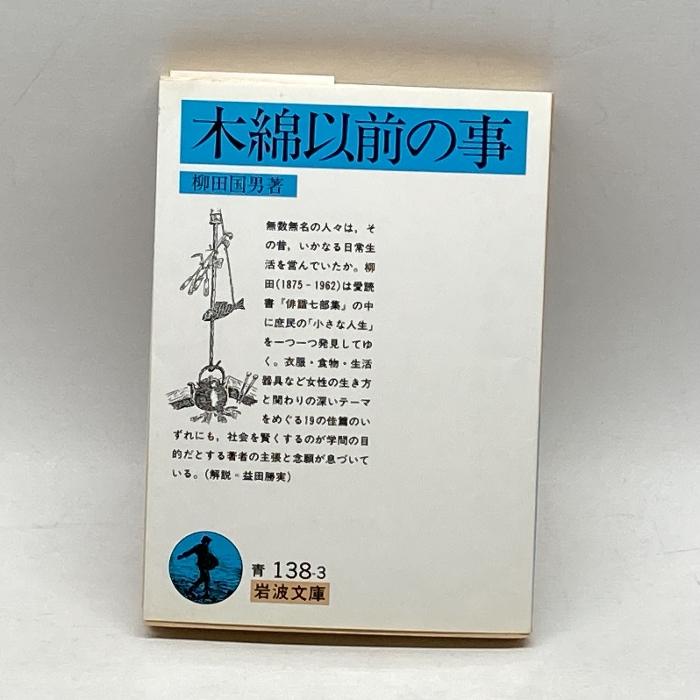 木綿以前の事
柳田国男著
無数無名の人々は，そ
の昔，いかなる日常生
活を営んでいたか。柳
田(1875－1962)は愛読
書『俳諧七部集』の中
に庶民の「小さな人生」
を一つ一つ発見してゆ
く。衣服・食物・生活
器具など女性の生き方
と関わりの深いテーマ
をめぐる19の佳篇のい
ずれにも，社会を賢くするのが学問の目
的だとする著者の主張と念願が息づいて
いる。(解説＝益田勝実)
青 138-3
岩波文庫